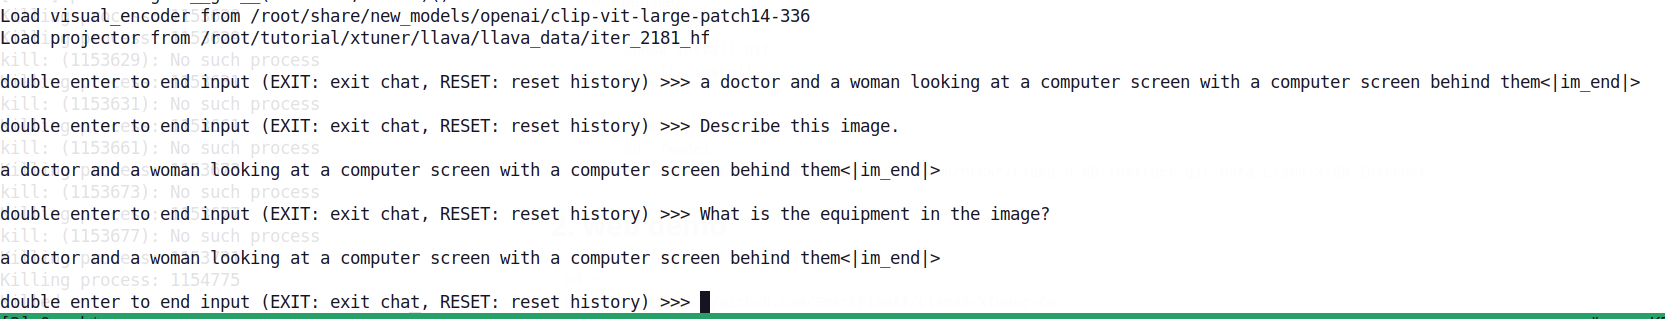 Load visual_encoder from /root/share/new_models/openai/clip-vit-large-patch14-336
Load projector from /root/tutorial/xtuner/llava/llava_data/iter_2181_hf
kill: (1153629): No such process
double enter to end input (EXIT: exit chat, RESET: reset history) >>> a doctor and a woman looking at a computer screen with a computer screen behind them<|im_end|>
kill: (1153631): No such process
double enter to end input (EXIT: exit chat, RESET: reset history) >>> Describe this image.
kill: (1153661): No such process
a doctor and a woman looking at a computer screen with a computer screen behind them<|im_end|>
kill: (1153673): No such process
double enter to end input (EXIT: exit chat, RESET: reset history) >>> What is the equipment in the image?
2. web demo
kill: (1153677): No such process
a doctor and a woman looking at a computer screen with a computer screen behind them<|im_end|>
Killing process: 1154775
double enter to end input (EXIT: exit chat, RESET: reset history) >>>